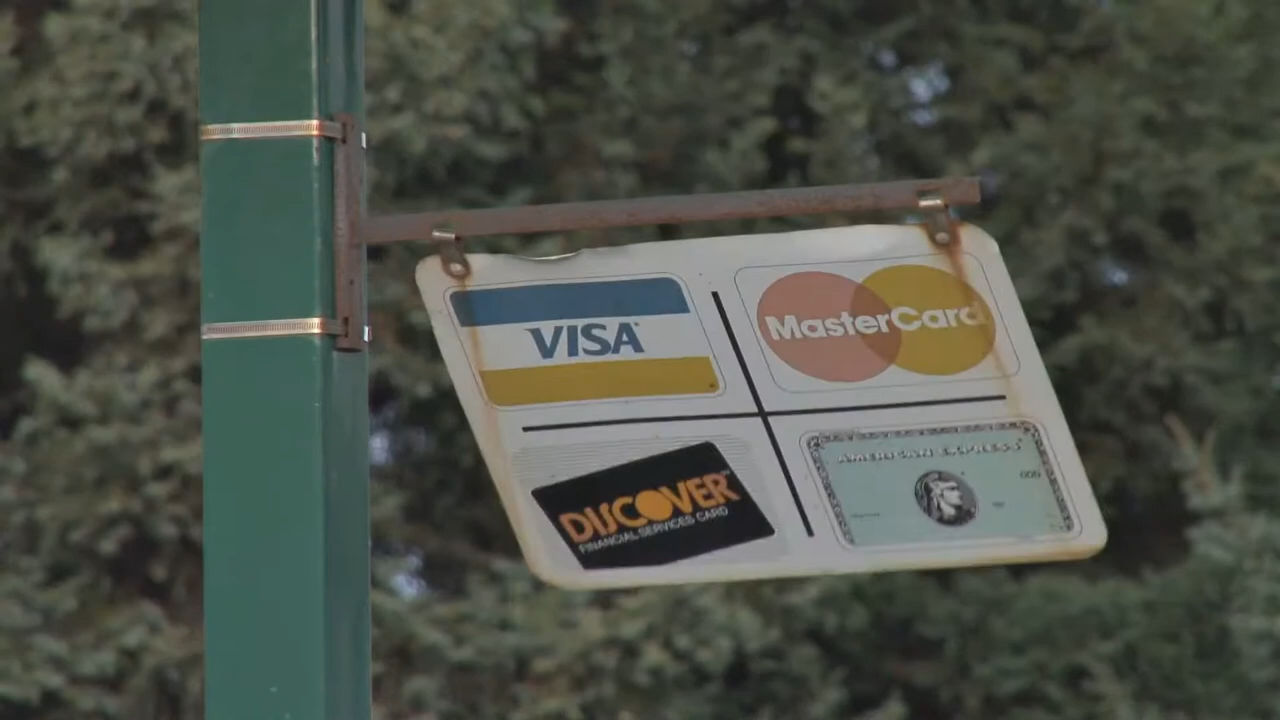 VISA
MasterCard
DISCOVER
FINANCIAL SERVICES CARD
AMERICAN EXPRESS